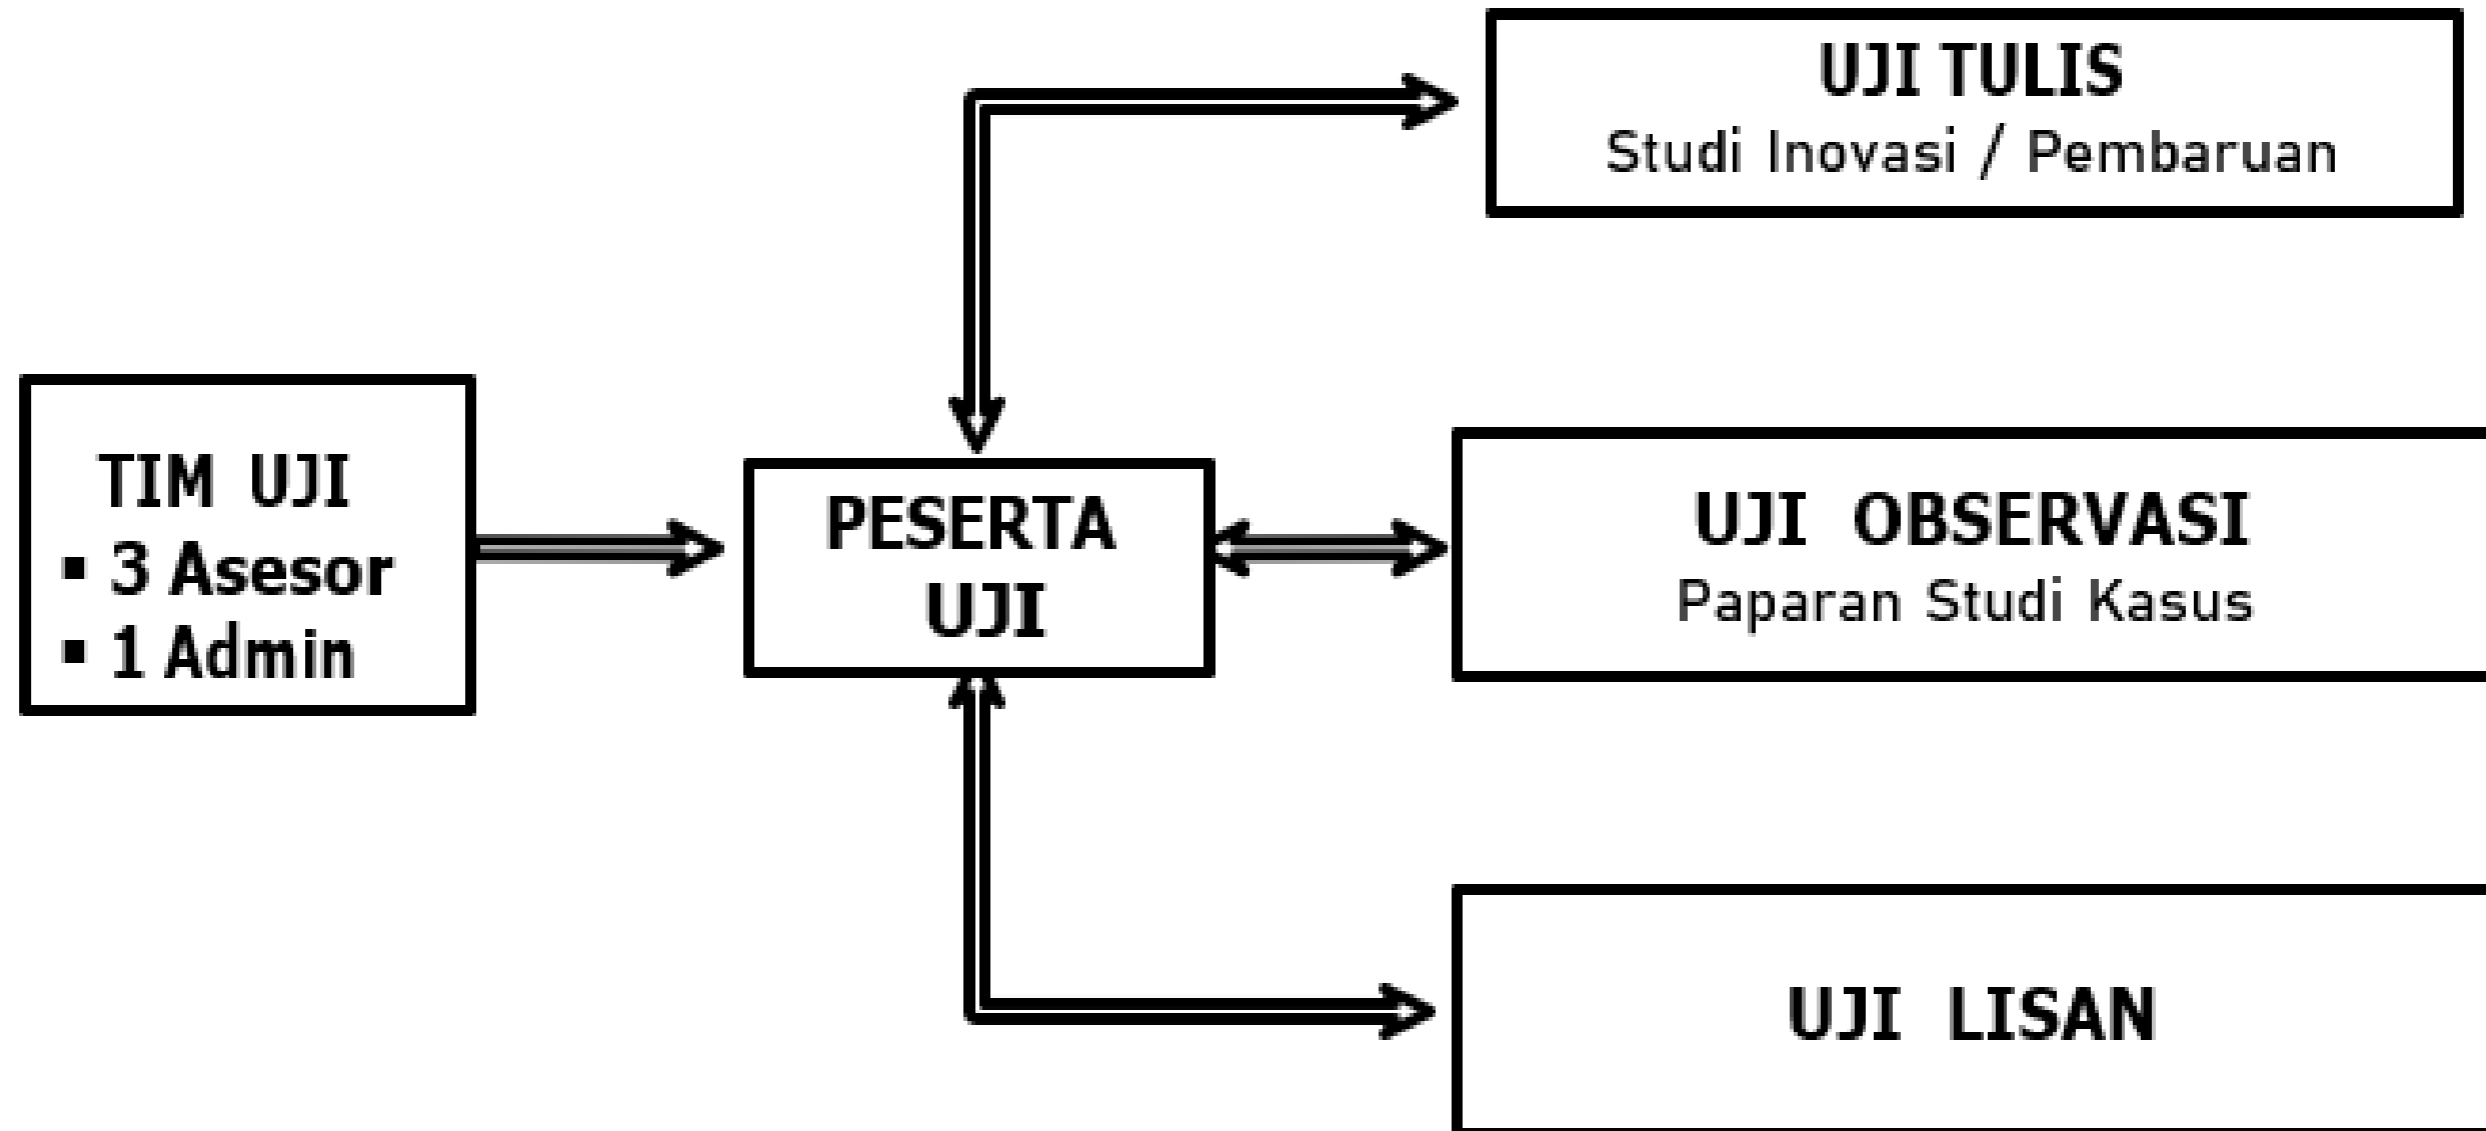 UJI TULIS
Studi Inovasi / Pembaruan
TIM UJI
▪ 3 Asesor
▪ 1 Admin
PESERTA
UJI
UJI OBSERVASI
Paparan Studi Kasus
UJI LISAN